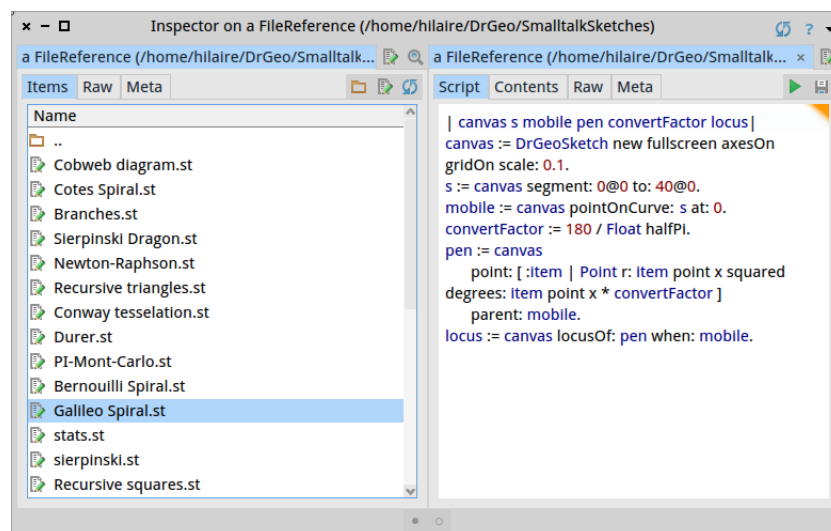 Inspector on a FileReference (/home/hilaire/DrGeo/SmalltalkSketches)
?
a FileReference (/home/hilaire/DrGeo/Smalltalk...
a FileReference (/home/hilaire/DrGeo/Smalltalk... ×
Items Raw Meta
Script Contents Raw Meta
Name
..
Cobweb diagram.st
Cotes Spiral.st
Branches.st
Sierpinski Dragon.st
Newton-Raphson.st
Recursive triangles.st
Conway tesselation.st
Durer.st
PI-Mont-Carlo.st
Bernouilli Spiral.st
Galileo Spiral.st
stats.st
sierpinski.st
Recursive squares.st
| canvas s mobile pen convertFactor locus|
canvas := DrGeoSketch new fullscreen axesOn
gridOn scale: 0.1.
s := canvas segment: 0@0 to: 40@0.
mobile := canvas pointOnCurve: s at: 0.
convertFactor := 180 / Float halfPi.
pen := canvas
point: [ :item | Point r: item point x squared
degrees: item point x * convertFactor ]
parent: mobile.
locus := canvas locusOf: pen when: mobile.